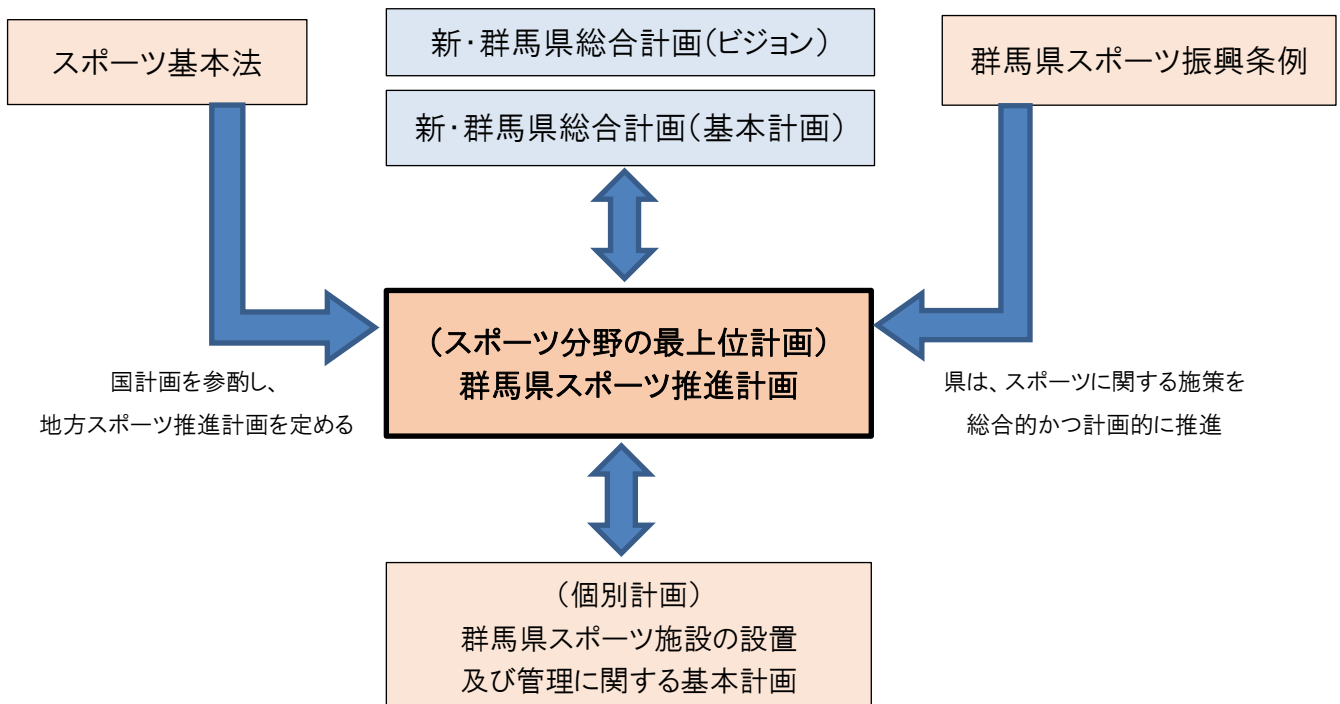 新・群馬県総合計画(ビジョン)
スポーツ基本法
群馬県スポーツ振興条例
新・群馬県総合計画(基本計画)
(スポーツ分野の最上位計画)
群馬県スポーツ推進計画
国計画を参酌し、
地方スポーツ推進計画を定める
県は、スポーツに関する施策を
総合的かつ計画的に推進
(個別計画)
群馬県スポーツ施設の設置
及び管理に関する基本計画